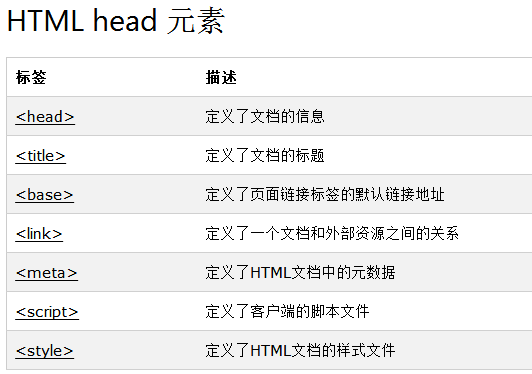 HTML head 元素
标签 描述
<head> 定义了文档的信息
<title> 定义了文档的标题
<base> 定义了页面链接标签的默认链接地址
<link> 定义了一个文档和外部资源之间的关系
<meta> 定义了HTML文档中的元数据
<script> 定义了客户端的脚本文件
<style> 定义了HTML文档的样式文件